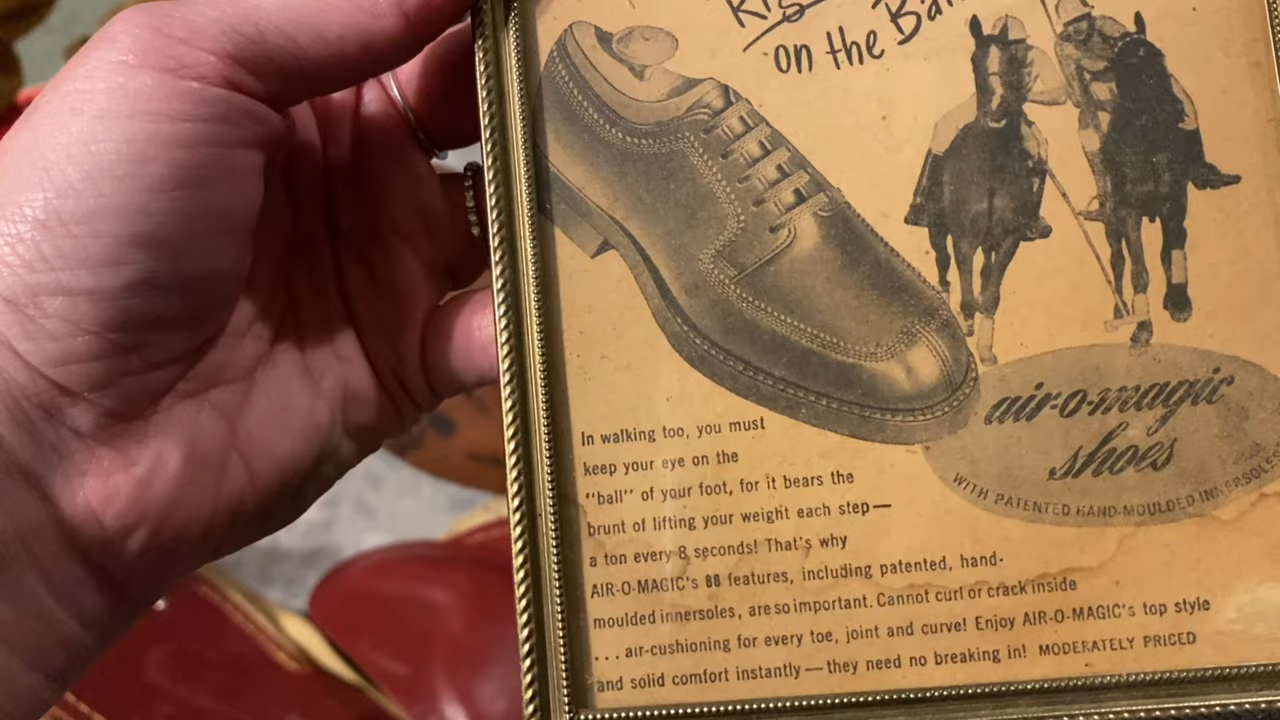 on the
air-o-magic
shoes
WITH PATENTED HAND-MOULDED INNERSOLES
In walking too, you must
keep your eye on the
"ball" of your foot, for it bears the
brunt of lifting your weight each step—
a ton every 8 seconds! That's why
AIR-O-MAGIC's 88 features, including patented, hand-
moulded innersoles, are so important. Cannot curl or crack inside
... air-cushioning for every toe, joint and curve! Enjoy AIR-O-MAGIC's top style
and solid comfort instantly—they need no breaking in! MODERATELY PRICED